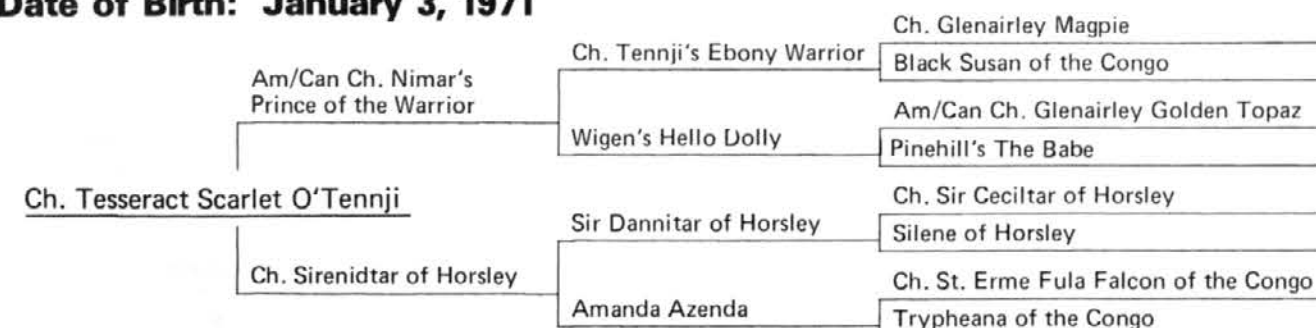 Date of Birth: January 3, 1971
Ch. Glenairley Magpie
Ch. Tennji's Ebony Warrior
Black Susan of the Congo
Am/Can Ch. Nimar's
Prince of the Warrior
Am/Can Ch. Glenairley Golden Topaz
Wigen's Hello Dolly
Pinehill's The Babe
Ch. Tesseract Scarlet O'Tennji
Ch. Sir Ceciltar of Horsley
Sir Dannitar of Horsley
Silene of Horsley
Ch. Sirenidtar of Horsley
Ch. St. Erme Fula Falcon of the Congo
Amanda Azenda
Trypheana of the Congo